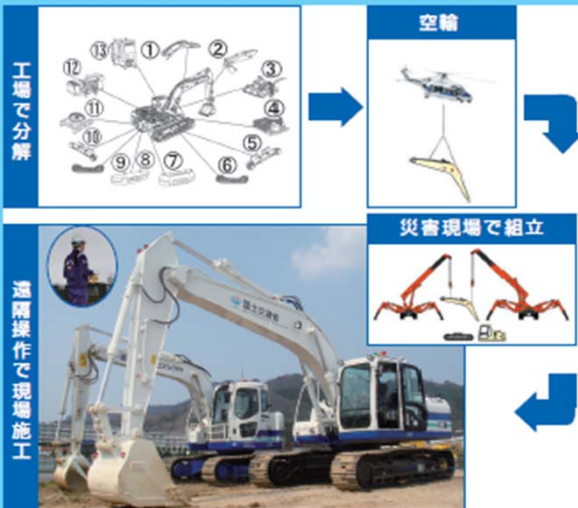 工場で分解
⑬
①
②
③
⑫
④
⑪
⑤
⑩
⑨
⑧
⑦
⑥
空輸
災害現場で組立
遠隔操作で現場施工
国土交通省